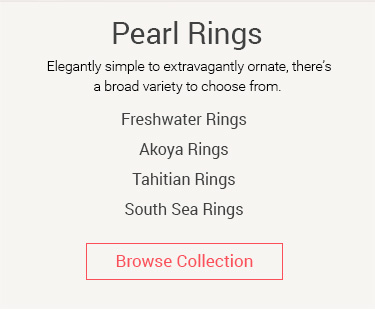 Pearl Rings
Elegantly simple to extravagantly ornate, there's
a broad variety to choose from.
Freshwater Rings
Akoya Rings
Tahitian Rings
South Sea Rings
Browse Collection